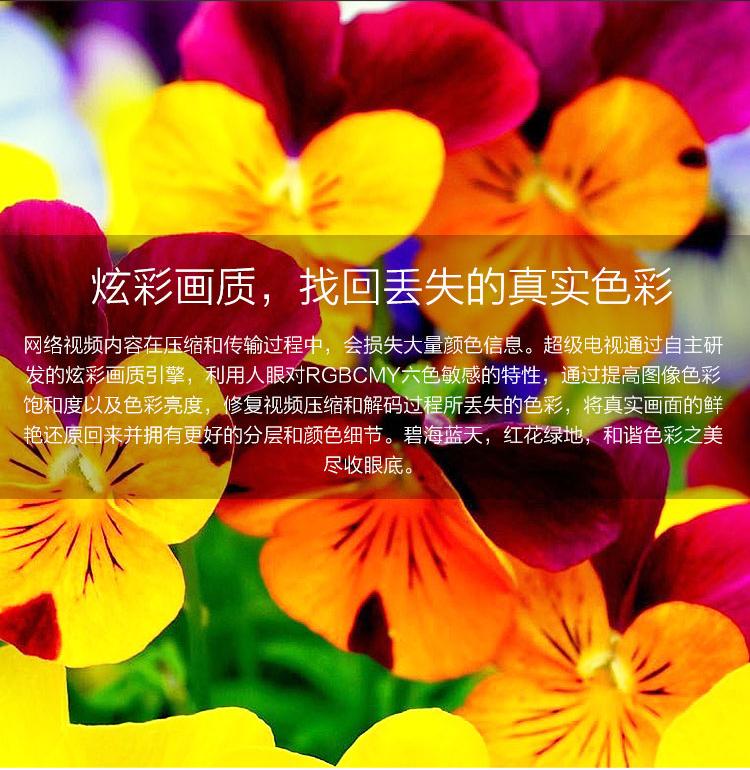 炫彩画质，找回丢失的真实色彩
网络视频内容在压缩和传输过程中，会损失大量颜色信息。超级电视通过自主研
发的炫彩画质引擎，利用人眼对RGBCMY六色敏感的特性，通过提高图像色彩
饱和度以及色彩亮度，修复视频压缩和解码过程所丢失的色彩，将真实画面的鲜
艳还原回来并拥有更好的分层和颜色细节。碧海蓝天，红花绿地，和谐色彩之美
尽收眼底。